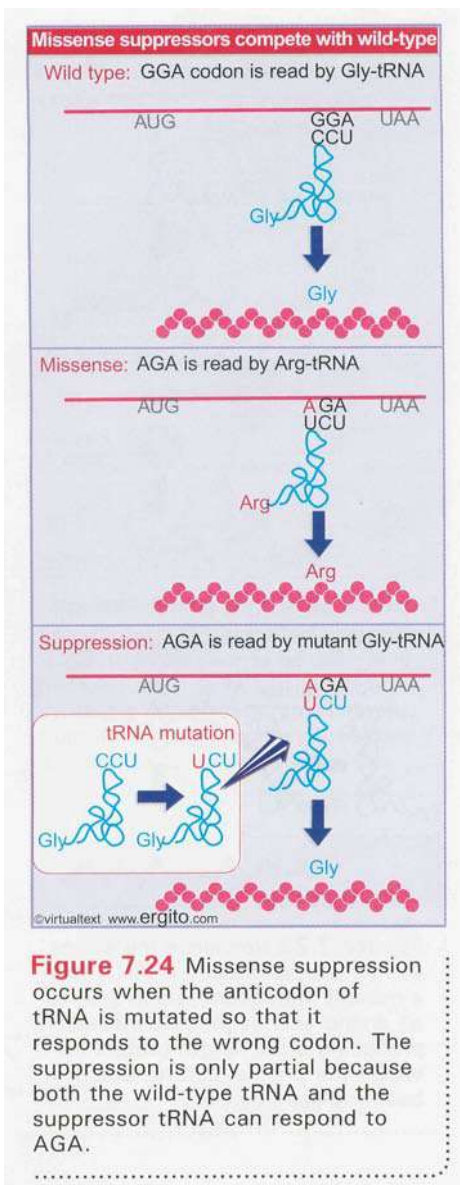 Missense suppressors compete with wild-type
Wild type: GGA codon is read by Gly-tRNA
AUG GGA UAA
CCU
Gly
Gly
Missense: AGA is read by Arg-tRNA
AUG AGA UAA
UCU
Arg
Arg
Suppression: AGA is read by mutant Gly-tRNA
AUG AGA UAA
UCU
tRNA mutation
CCU UCU
Gly Gly
Gly
©virtualtext www.ergito.com
Figure 7.24 Missense suppression
occurs when the anticodon of
tRNA is mutated so that it
responds to the wrong codon. The
suppression is only partial because
both the wild-type tRNA and the
suppressor tRNA can respond to
AGA.